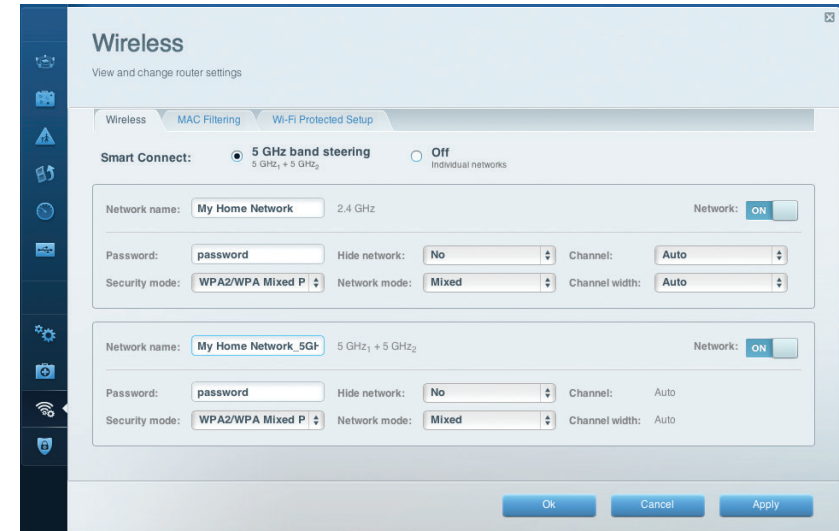 Wireless
View and change router settings
Wireless MAC Filtering Wi-Fi Protected Setup
Smart Connect: 5 GHz band steering Off
5 GHz₁ + 5 GHz₂ Individual networks
Network name: My Home Network 2.4 GHz Network: ON
Password: password Hide network: No Channel: Auto
Security mode: WPA2/WPA Mixed P Network mode: Mixed Channel width: Auto
Network name: My Home Network_5GH 5 GHz₁ + 5 GHz₂ Network: ON
Password: password Hide network: No Channel: Auto
Security mode: WPA2/WPA Mixed P Network mode: Mixed Channel width: Auto
Ok Cancel Apply